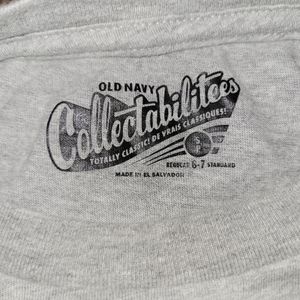 OLD NAVY
Collectabilitees
TOTALLY CLASSIC! DE VRAIS CLASSIQUES!
S
P
REGULAR 6-7 STANDARD
MADE IN EL SALVADOR